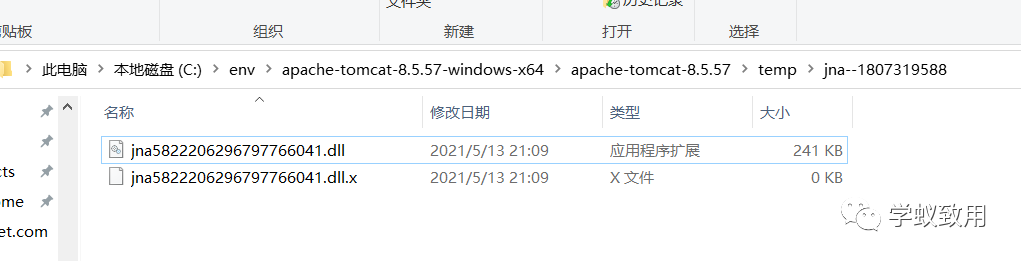 文件夹
历史记录
剪贴板
组织
新建
打开
选择
此电脑 > 本地磁盘 (C:) > env > apache-tomcat-8.5.57-windows-x64 > apache-tomcat-8.5.57 > temp > jna--1807319588
名称 修改日期 类型 大小
jna5822206296797766041.dll 2021/5/13 21:09 应用程序扩展 241 KB
jna5822206296797766041.dll.x 2021/5/13 21:09 X 文件 0 KB
cts
ome
et.com
学蚁致用